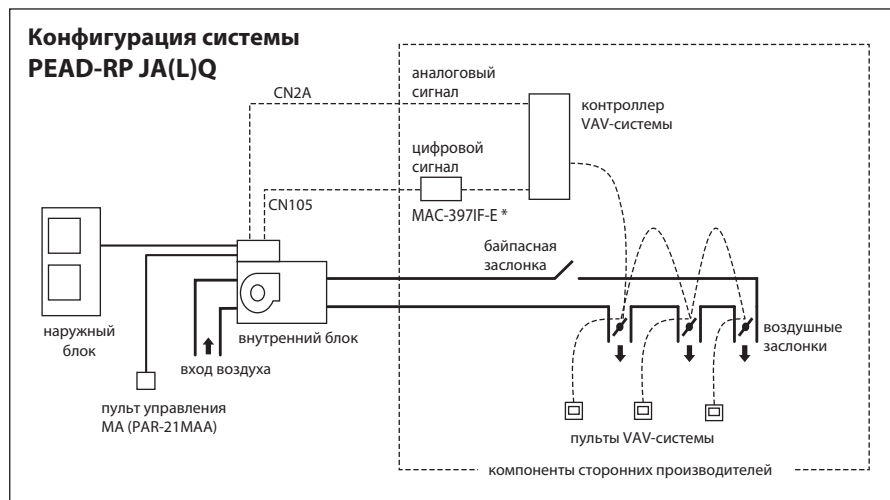 Конфигурация системы
PEAD-RP JA(L)Q
CN2A
аналоговый
сигнал
контроллер
VAV-системы
цифровой
сигнал
CN105
MAC-397IF-E *
байпасная
заслонка
наружный
блок
внутренний блок
воздушные
заслонки
вход воздуха
пульт управления
MA (PAR-21MAA)
пульты VAV-системы
компоненты сторонних производителей